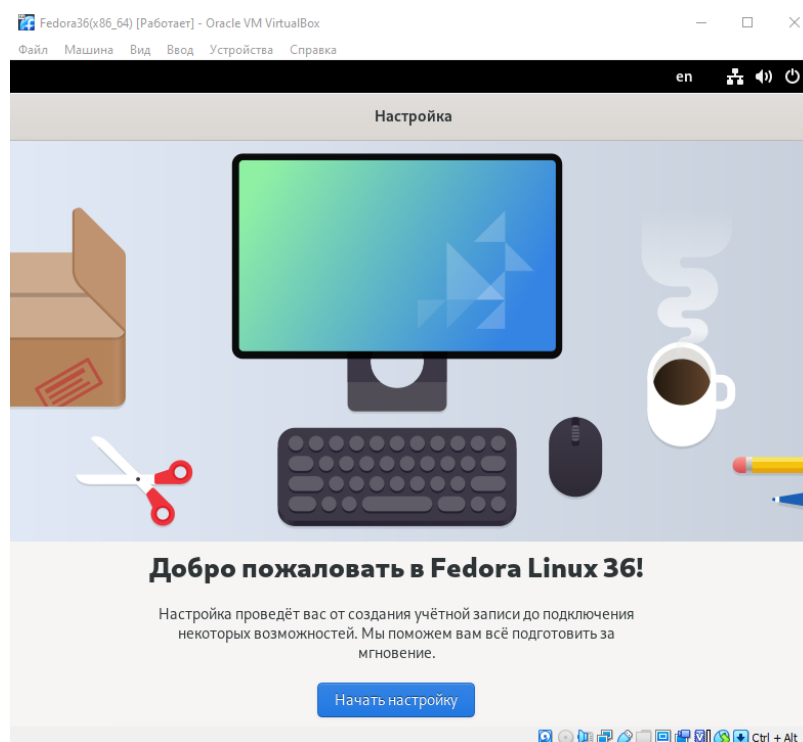 Fedora36(x86_64) [Работает] - Oracle VM VirtualBox
Файл Машина Вид Ввод Устройства Справка
en
Настройка
Добро пожаловать в Fedora Linux 36!
Настройка проведёт вас от создания учётной записи до подключения
некоторых возможностей. Мы поможем вам всё подготовить за
мгновение.
Начать настройку
Ctrl + Alt